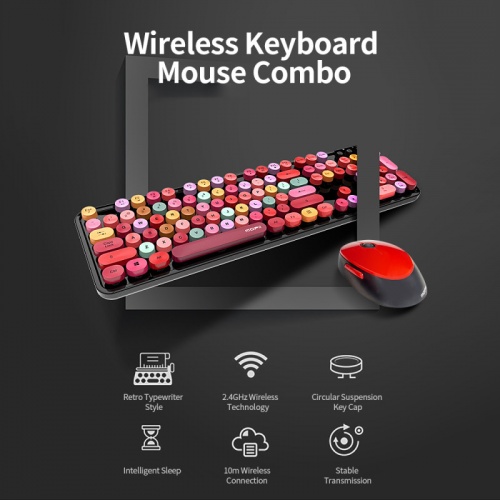 Wireless Keyboard
Mouse Combo
Retro Typewriter
Style
2.4GHz Wireless
Technology
Circular Suspension
Key Cap
Intelligent Sleep
10m Wireless
Connection
Stable
Transmission